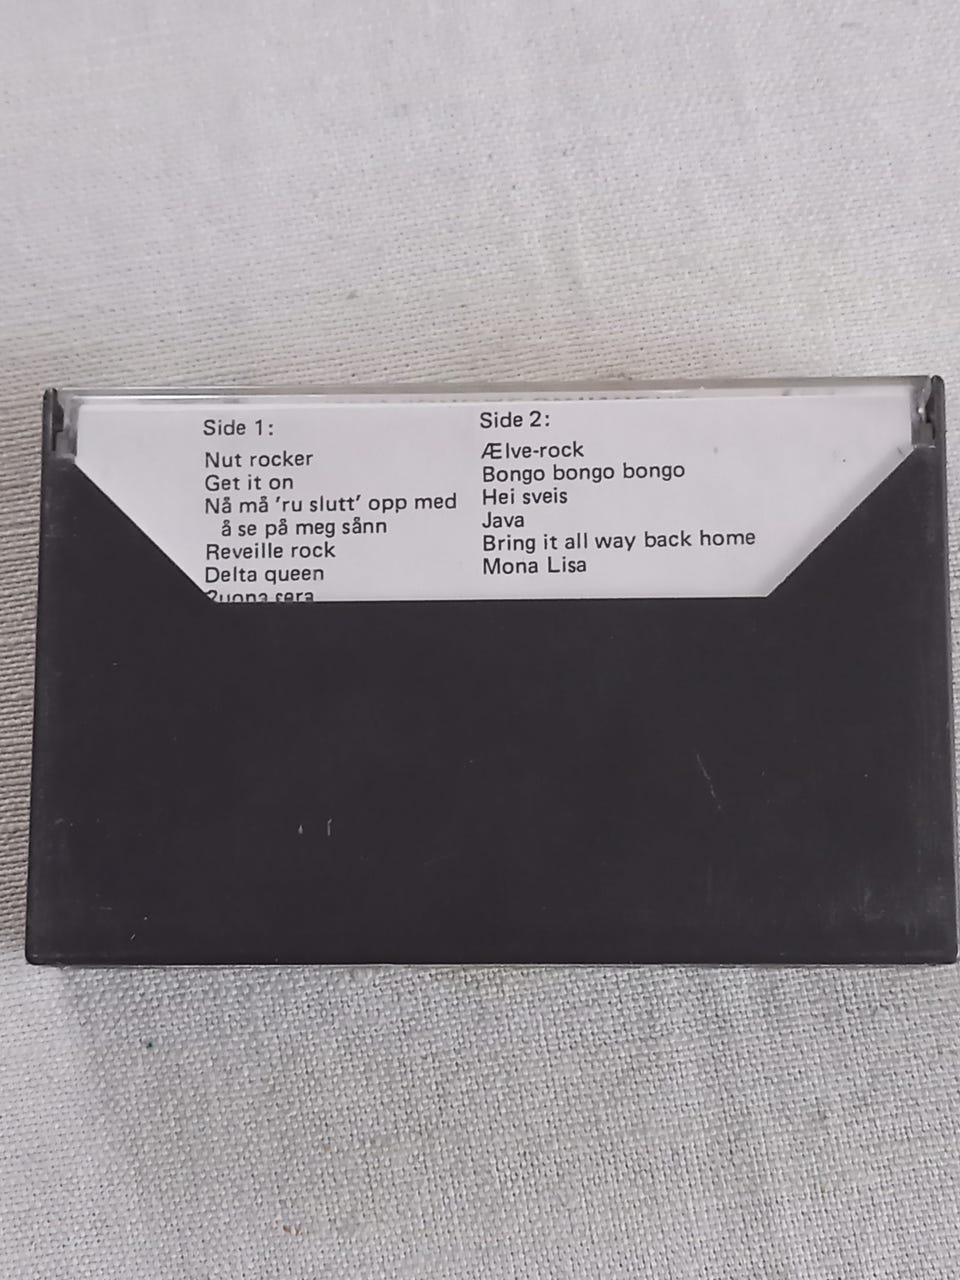 Side 1:
Nut rocker
Get it on
Nå må 'ru slutt' opp med
å se på meg sånn
Reveille rock
Delta queen
Buona sera
Side 2:
Ælve-rock
Bongo bongo bongo
Hei sveis
Java
Bring it all way back home
Mona Lisa